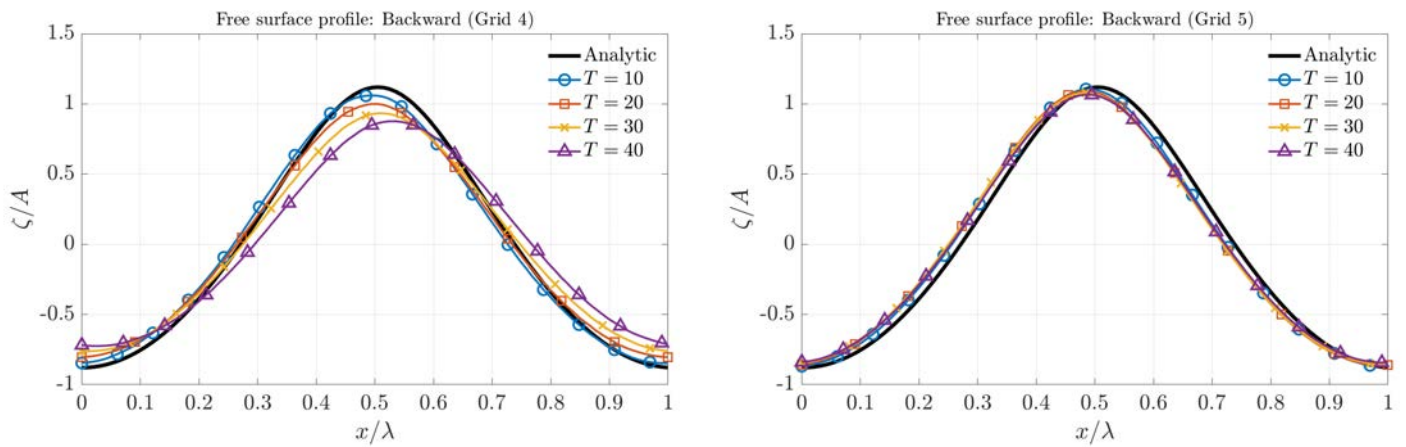 Free surface profile: Backward (Grid 4)
1.5
1
0.5
0
-0.5
-1
ζ/A
Analytic
T = 10
T = 20
T = 30
T = 40
0 0.1 0.2 0.3 0.4 0.5 0.6 0.7 0.8 0.9 1
x/λ
Free surface profile: Backward (Grid 5)
1.5
1
0.5
0
-0.5
-1
ζ/A
Analytic
T = 10
T = 20
T = 30
T = 40
0 0.1 0.2 0.3 0.4 0.5 0.6 0.7 0.8 0.9 1
x/λ